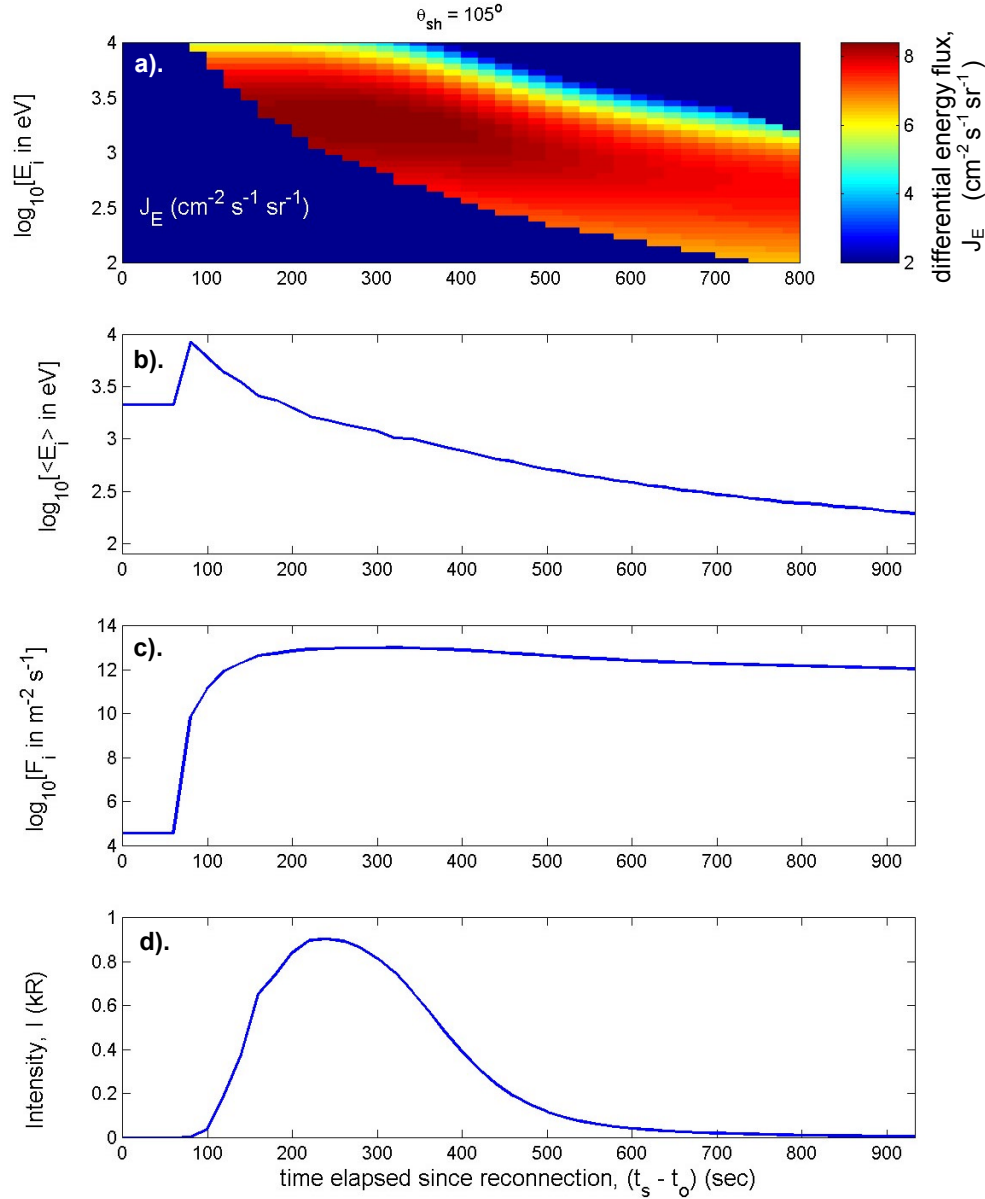 θsh = 105o
a).
log10[Ei in eV]
4
3.5
3
2.5
2
JE (cm-2 s-1 sr-1)
0 100 200 300 400 500 600 700 800
8
6
4
2
differential energy flux,
JE (cm-2 s-1 sr-1)
b).
log10[<Ei> in eV]
4
3.5
3
2.5
2
0 100 200 300 400 500 600 700 800 900
c).
log10[Fi in m-2 s-1]
14
12
10
8
6
4
0 100 200 300 400 500 600 700 800 900
d).
Intensity, I (kR)
1
0.8
0.6
0.4
0.2
0
0 100 200 300 400 500 600 700 800 900
time elapsed since reconnection, (ts - to) (sec)